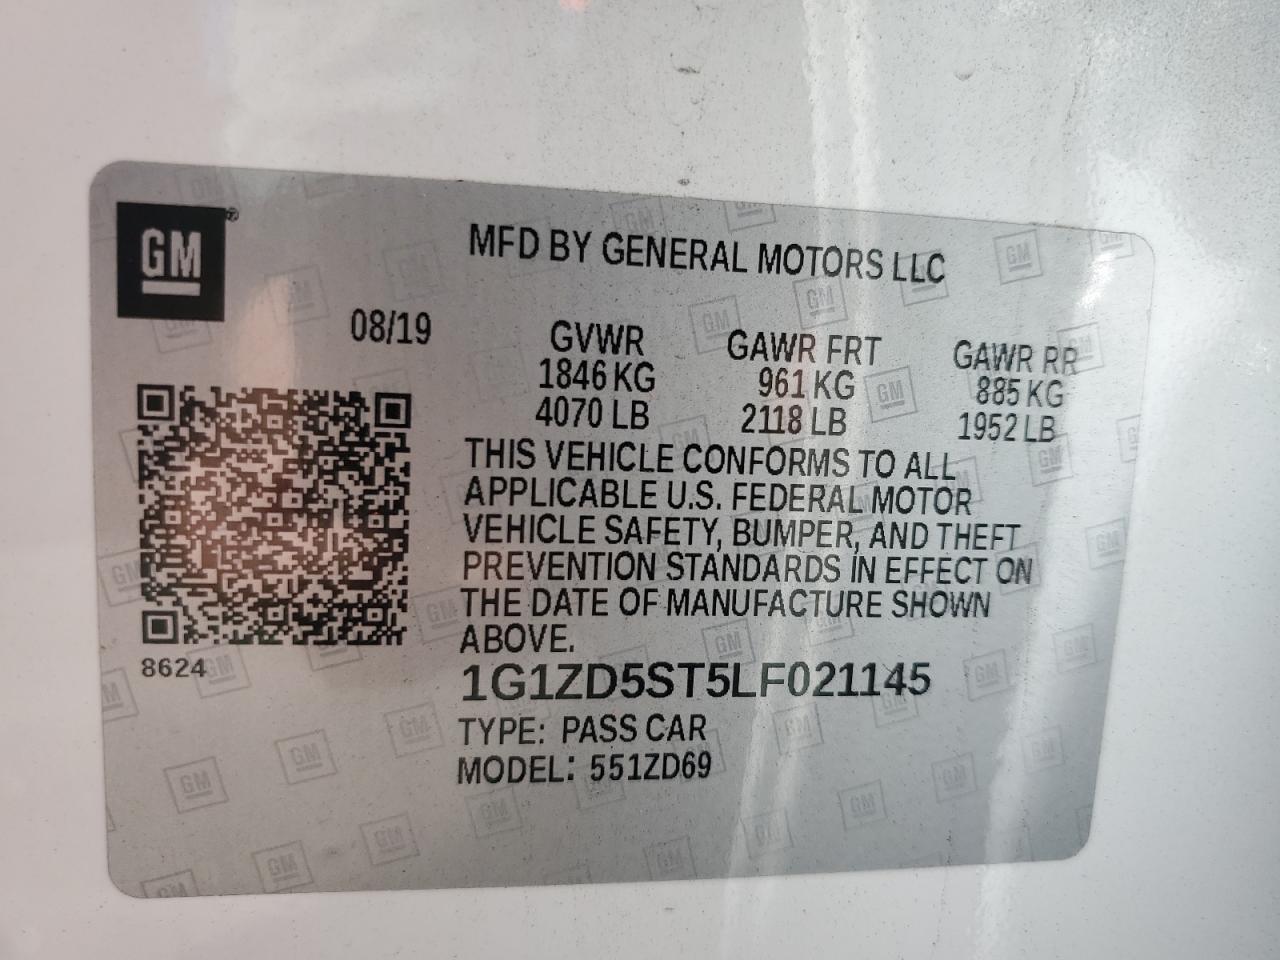 GM®
MFD BY GENERAL MOTORS LLC
08/19
GVWR GAWR FRT GAWR RR
1846 KG 961 KG 885 KG
4070 LB 2118 LB 1952 LB
THIS VEHICLE CONFORMS TO ALL
APPLICABLE U.S. FEDERAL MOTOR
VEHICLE SAFETY, BUMPER, AND THEFT
PREVENTION STANDARDS IN EFFECT ON
THE DATE OF MANUFACTURE SHOWN
ABOVE.
8624
1G1ZD5ST5LF021145
TYPE: PASS CAR
MODEL: 551ZD69